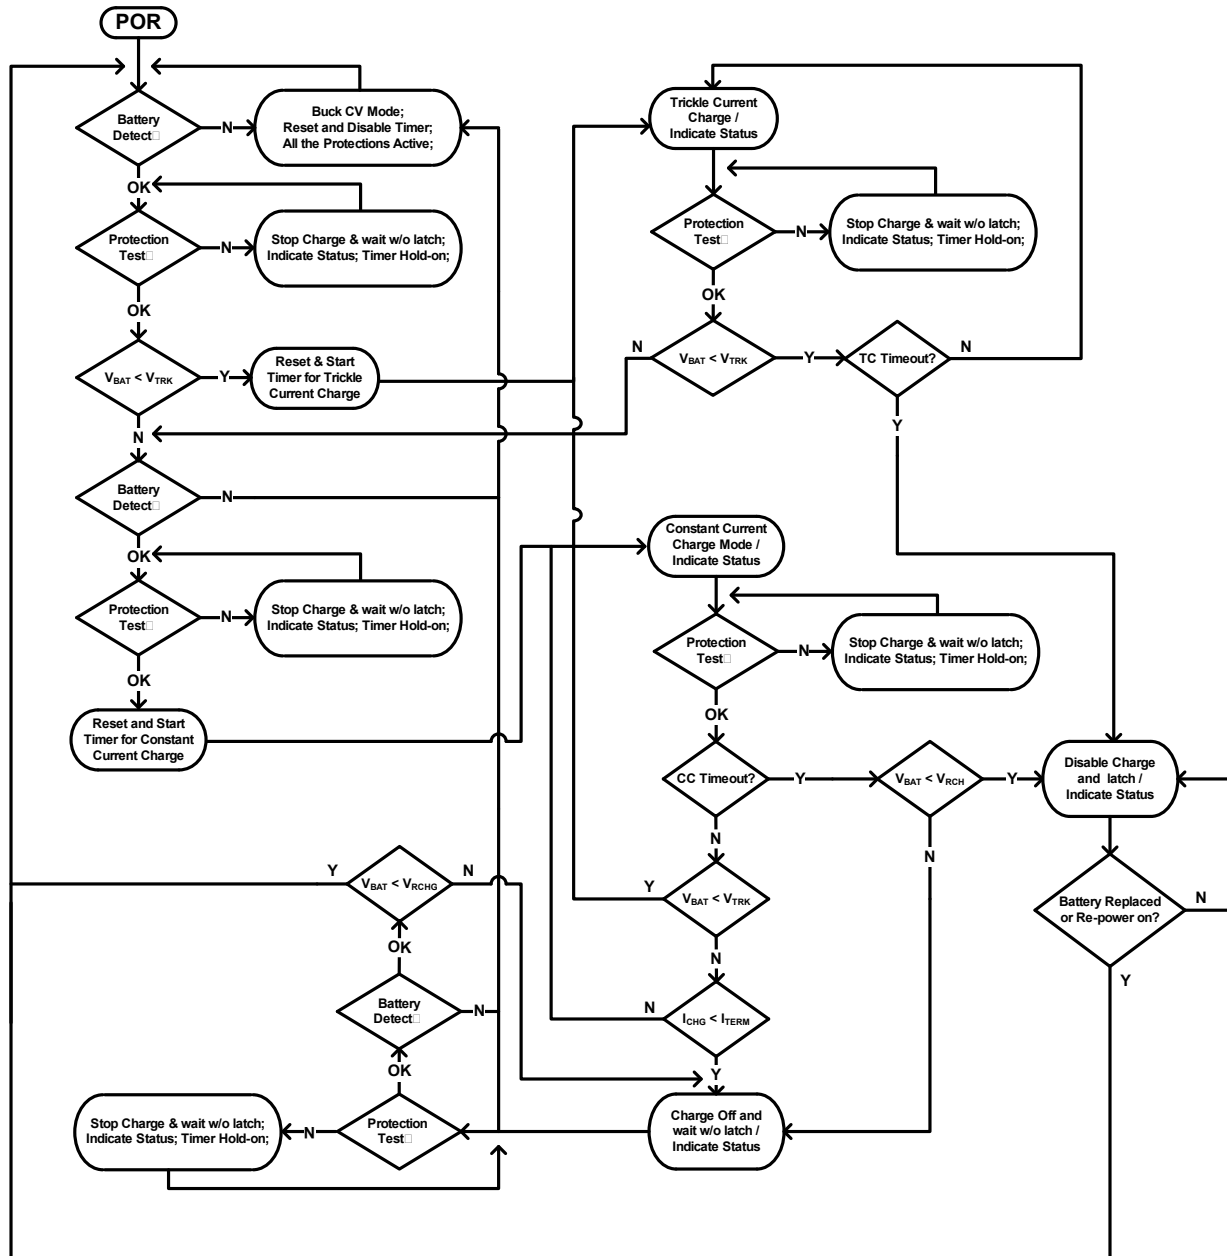 POR
Battery
Detect
N
Buck CV Mode;
Reset and Disable Timer;
All the Protections Active;
OK
Protection
Test
N
Stop Charge & wait w/o latch;
Indicate Status; Timer Hold-on;
OK
VBAT < VTRK
Y
Reset & Start
Timer for Trickle
Current Charge
N
Battery
Detect
N
OK
Protection
Test
N
Stop Charge & wait w/o latch;
Indicate Status; Timer Hold-on;
OK
Reset and Start
Timer for Constant
Current Charge
Trickle Current
Charge /
Indicate Status
Protection
Test
N
Stop Charge & wait w/o latch;
Indicate Status; Timer Hold-on;
OK
N
VBAT < VTRK
Y
TC Timeout?
N
Y
Constant Current
Charge Mode /
Indicate Status
Protection
Test
N
Stop Charge & wait w/o latch;
Indicate Status; Timer Hold-on;
OK
CC Timeout?
Y
VBAT < VRCH
Y
Disable Charge
and latch /
Indicate Status
N
N
Y
VBAT < VTRK
N
N
ICHG < ITERM
Y
Charge Off and
wait w/o latch /
Indicate Status
Battery Replaced
or Re-power on?
N
Y
Y
VBAT < VRCHG
N
OK
Battery
Detect
N
OK
Protection
Test
N
Stop Charge & wait w/o latch;
Indicate Status; Timer Hold-on;